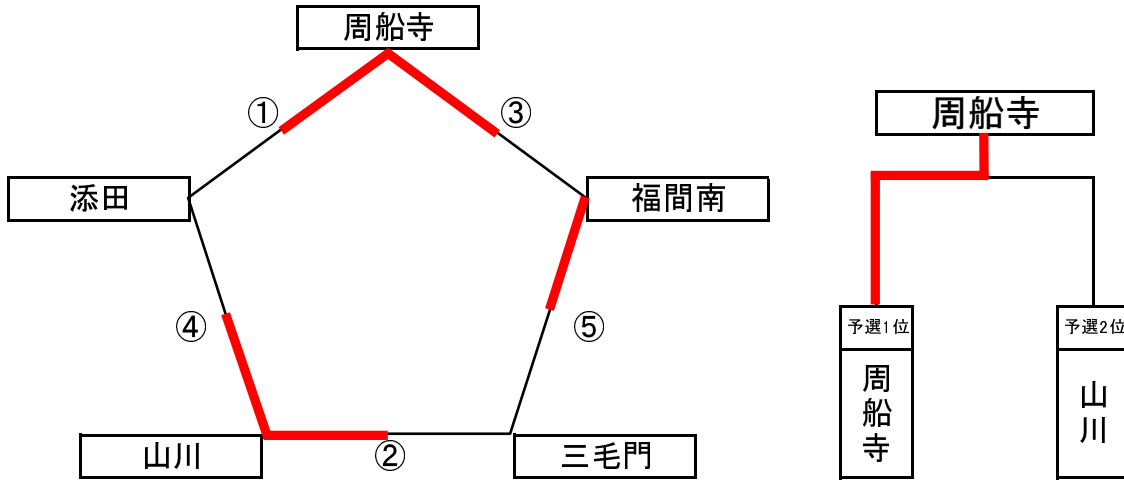 周船寺
①
③
周船寺
添田
福間南
④
⑤
予選1位
予選2位
周船寺
山川
山川
②
三毛門